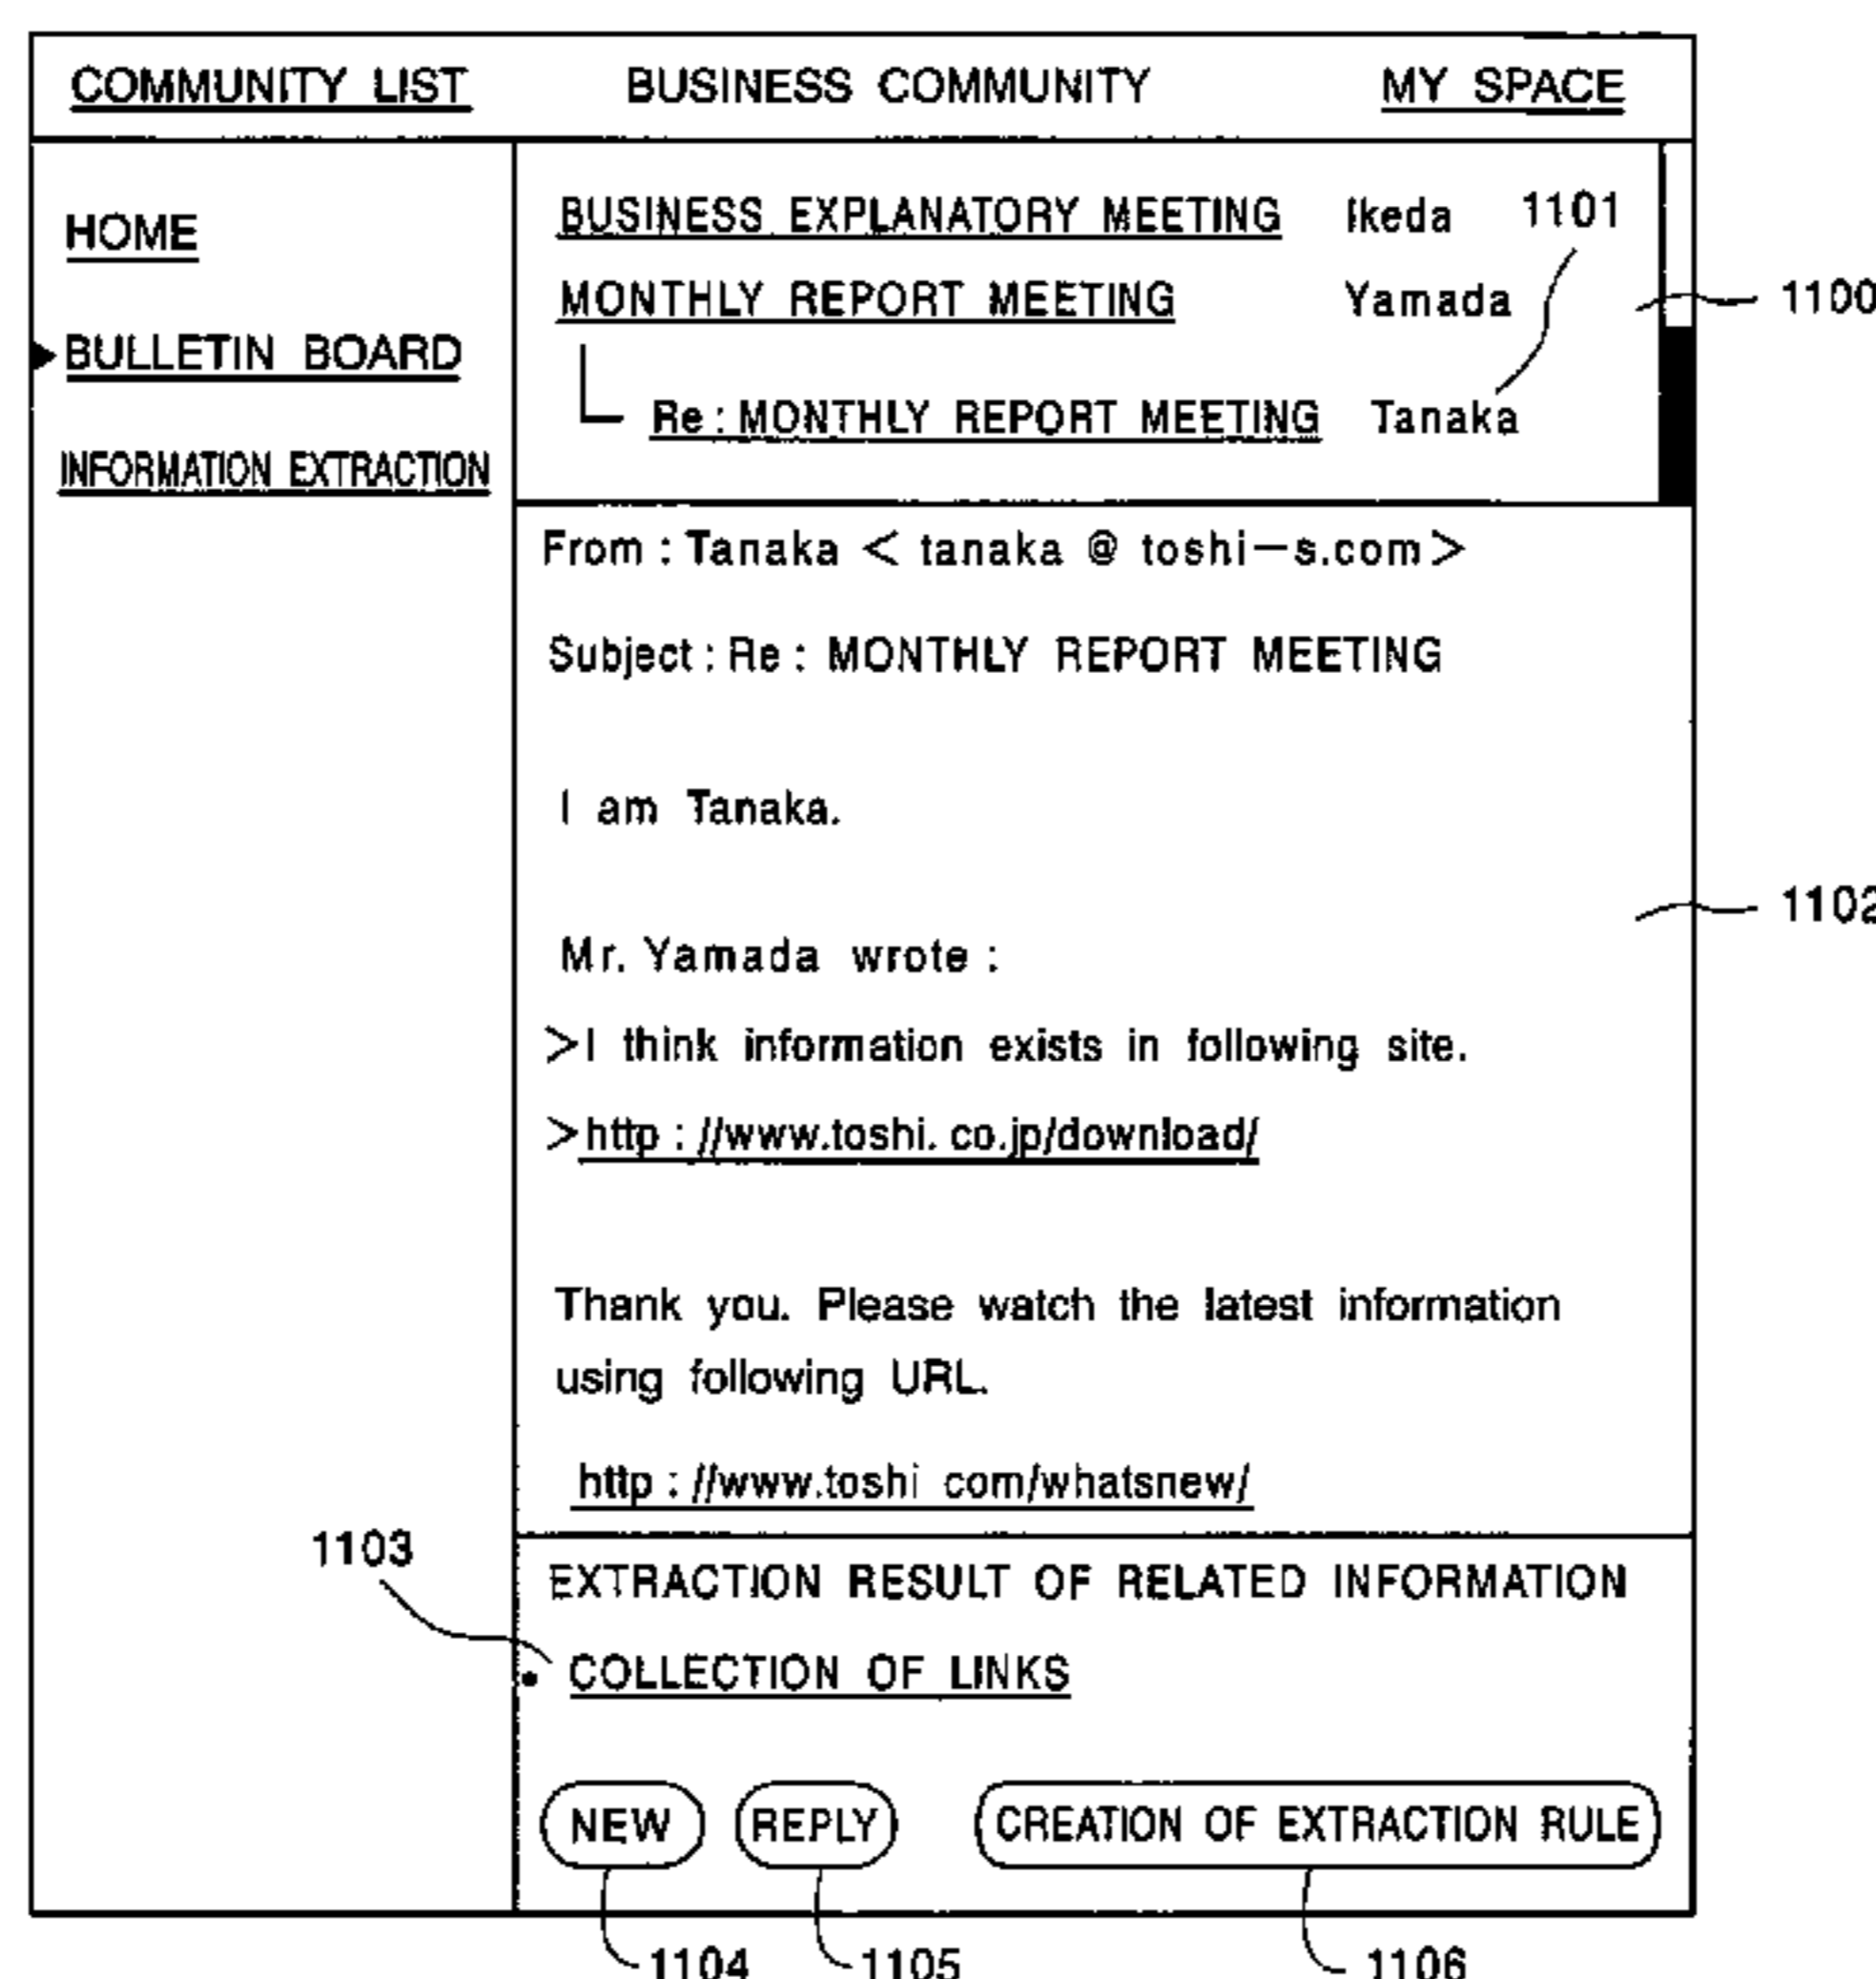 COMMUNITY LIST BUSINESS COMMUNITY MY SPACE
HOME
BULLETIN BOARD
INFORMATION EXTRACTION
BUSINESS EXPLANATORY MEETING Ikeda 1101
MONTHLY REPORT MEETING Yamada
1100
Re : MONTHLY REPORT MEETING Tanaka
From : Tanaka < tanaka @ toshi-s.com>
Subject : Re : MONTHLY REPORT MEETING
I am Tanaka.
1102
Mr. Yamada wrote :
>I think information exists in following site.
>http : //www.toshi. co.jp/download/
Thank you. Please watch the latest information
using following URL.
http : //www.toshi com/whatsnew/
1103
EXTRACTION RESULT OF RELATED INFORMATION
• COLLECTION OF LINKS
NEW REPLY CREATION OF EXTRACTION RULE
1104 1105 1106